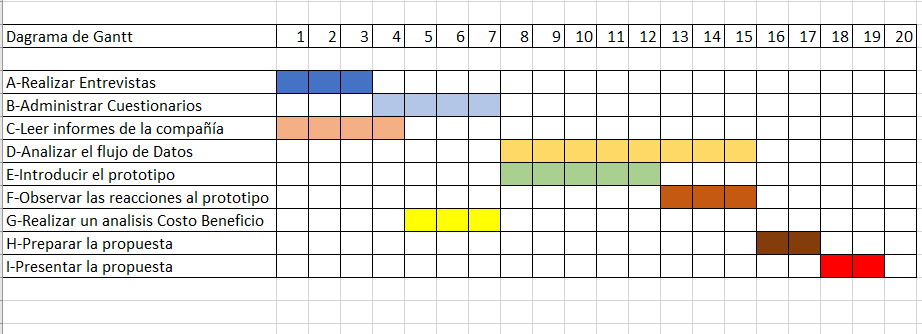 Dagrama de Gantt 1 2 3 4 5 6 7 8 9 10 11 12 13 14 15 16 17 18 19 20
A-Realizar Entrevistas
B-Administrar Cuestionarios
C-Leer informes de la compañía
D-Analizar el flujo de Datos
E-Introducir el prototipo
F-Observar las reacciones al prototipo
G-Realizar un analisis Costo Beneficio
H-Preparar la propuesta
I-Presentar la propuesta